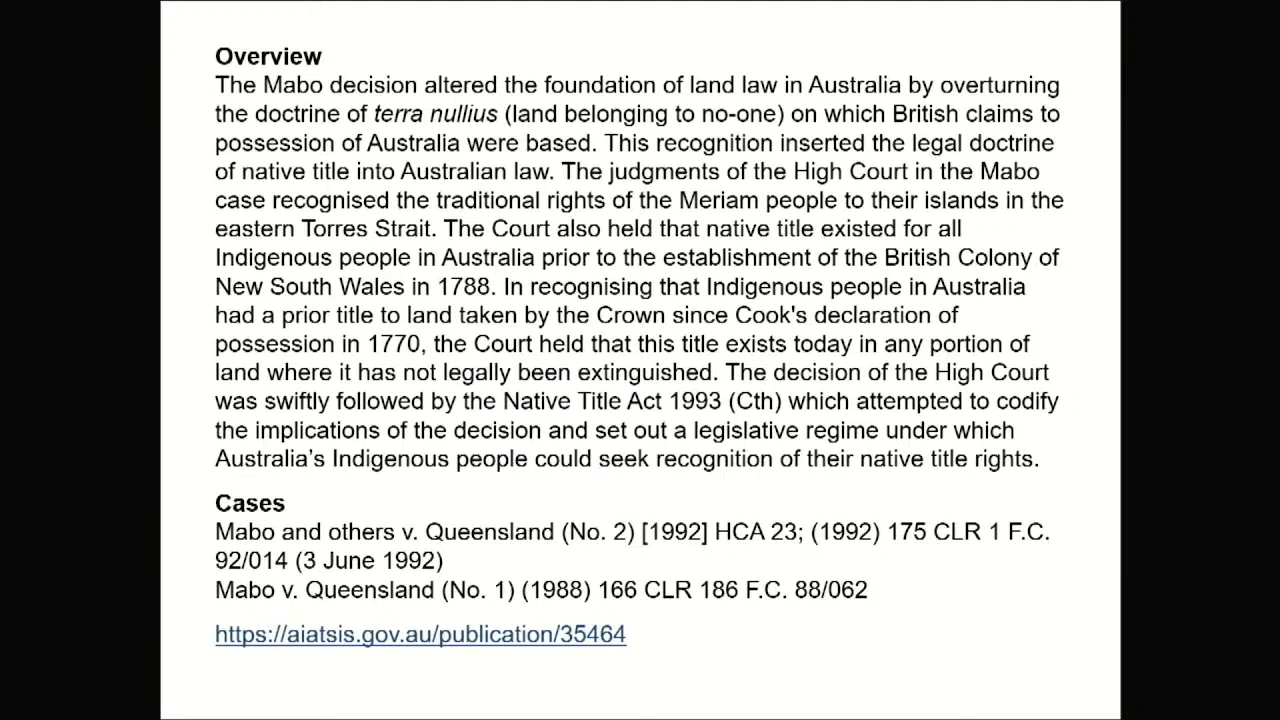 Overview
The Mabo decision altered the foundation of land law in Australia by overturning
the doctrine of terra nullius (land belonging to no-one) on which British claims to
possession of Australia were based. This recognition inserted the legal doctrine
of native title into Australian law. The judgments of the High Court in the Mabo
case recognised the traditional rights of the Meriam people to their islands in the
eastern Torres Strait. The Court also held that native title existed for all
Indigenous people in Australia prior to the establishment of the British Colony of
New South Wales in 1788. In recognising that Indigenous people in Australia
had a prior title to land taken by the Crown since Cook's declaration of
possession in 1770, the Court held that this title exists today in any portion of
land where it has not legally been extinguished. The decision of the High Court
was swiftly followed by the Native Title Act 1993 (Cth) which attempted to codify
the implications of the decision and set out a legislative regime under which
Australia’s Indigenous people could seek recognition of their native title rights.
Cases
Mabo and others v. Queensland (No. 2) [1992] HCA 23; (1992) 175 CLR 1 F.C.
92/014 (3 June 1992)
Mabo v. Queensland (No. 1) (1988) 166 CLR 186 F.C. 88/062
https://aiatsis.gov.au/publication/35464